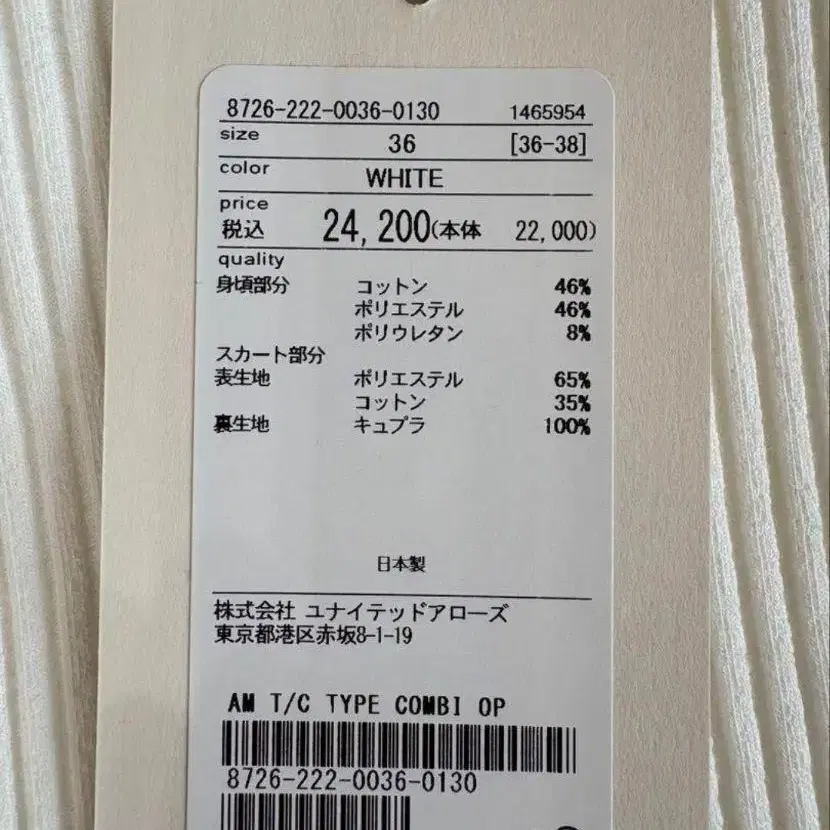 8726-222-0036-0130 1465954
size 36 [36-38]
color WHITE
price
税込 24,200(本体 22,000)
quality
身頃部分 コットン 46%
ポリエステル 46%
ポリウレタン 8%
スカート部分
表生地 ポリエステル 65%
コットン 35%
裏生地 キュプラ 100%
日本製
株式会社 ユナイテッドアローズ
東京都港区赤坂8-1-19
AM T/C TYPE COMBI OP
8726-222-0036-0130